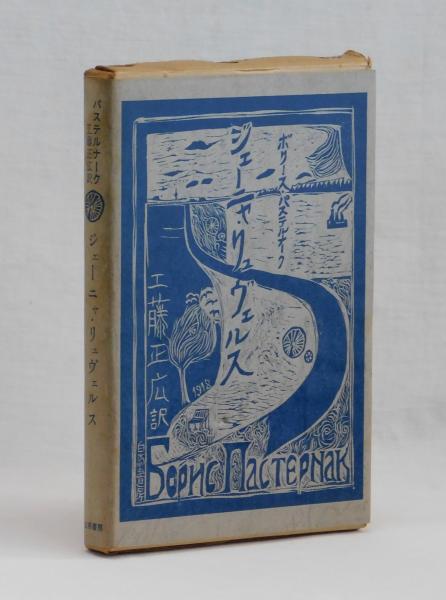 パステルナーク
工藤正広訳
ジェーニャ・リュヴェルス
ボリース・パステルナーク
ジェーニャ・リュヴェルス
工藤正広訳
1918
Борис Пастернак